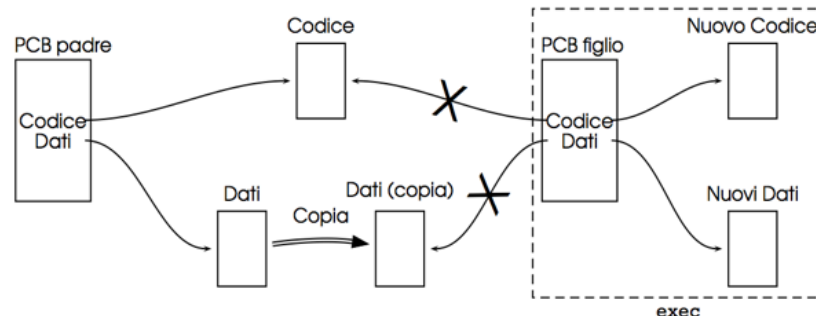 Codice
Nuovo Codice
PCB padre
PCB figlio
Codice
Dati
Codice
Dati
Dati
Copia
Dati (copia)
Nuovi Dati
exec